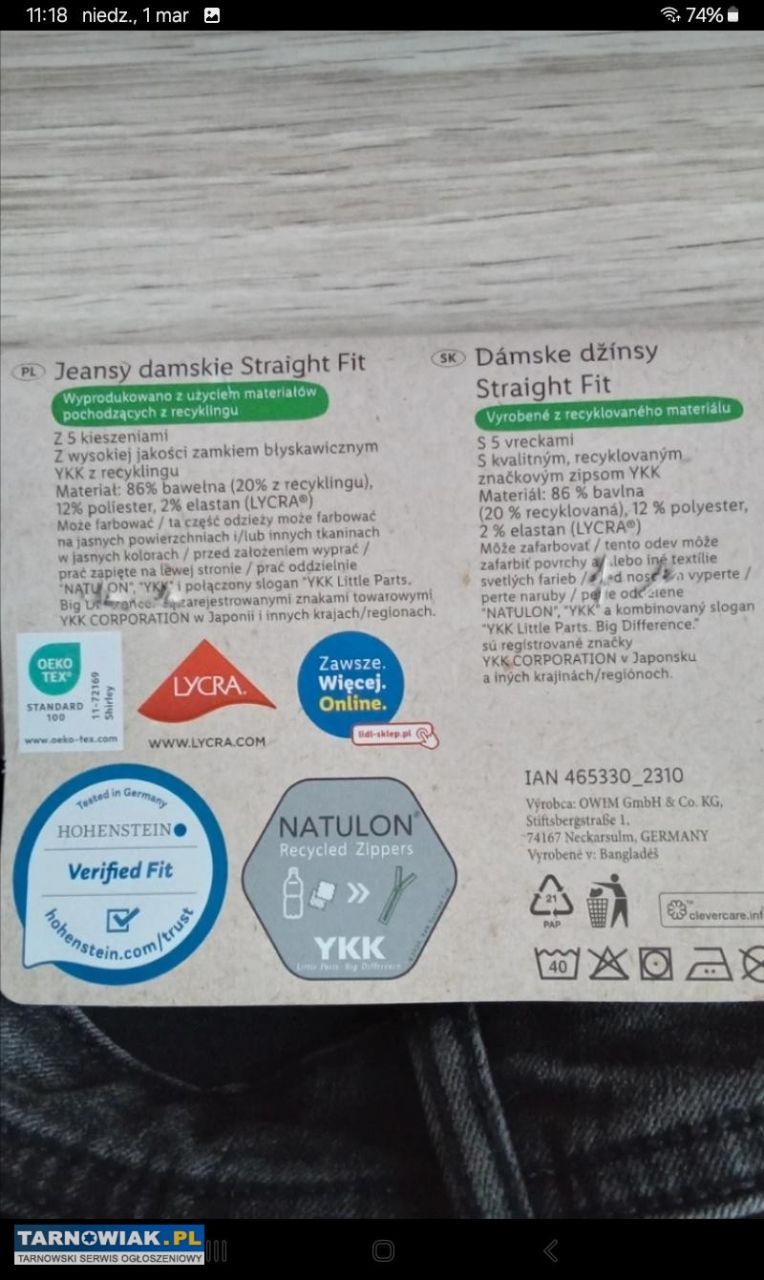 11:18 niedz., 1 mar 74%
PL Jeansy damskie Straight Fit
Wyprodukowano z użyciem materiałów
pochodzących z recyklingu
Z 5 kieszeniami
Z wysokiej jakości zamkiem błyskawicznym
YKK z recyklingu
Materiał: 86% bawełna (20% z recyklingu),
12% poliester, 2% elastan (LYCRA®)
Może farbować / ta część odzieży może farbować
na jasnych powierzchniach i/lub innych tkaninach
w jasnych kolorach / przed założeniem wyprać /
prać zapięte na lewej stronie / prać oddzielnie
"YKK" i połączony slogan "YKK Little Parts.
Big zarejestrowanymi znakami towarowymi
YKK CORPORATION w Japonii i innych krajach/regionach.
SK Dámske džínsy
Straight Fit
Vyrobené z recyklovaného materiálu
S 5 vreckami
S kvalitným, recyklovaným
značkovým zipsom YKK
Materiál: 86 % bavlna
(20 % recyklovaná), 12 % polyester,
2 % elastan (LYCRA®)
Môže zafarbovať / tento odev môže
zafarbiť povrchy alebo iné textílie
svetlých farieb / vyperte /
perte naruby /
"NATULON", "YKK" a kombinovaný slogan
"YKK Little Parts. Big Difference."
sú registrované značky
YKK CORPORATION v Japonsku
a iných krajinách/regiónoch.
OEKO
TEX®
STANDARD
100
11-72169
Shirley
www.oeko-tex.com
LYCRA.
WWW.LYCRA.COM
Zawsze.
Więcej.
Online.
lidl-sklep.pl
Tested in Germany
HOHENSTEIN
Verified Fit
hohenstein.com/trust
NATULON®
Recycled Zippers
YKK
Little Parts. Big Difference.
IAN 465330_2310
Výrobca: OWIM GmbH & Co. KG,
Stiftsbergstraße 1,
74167 Neckarsulm, GERMANY
Vyrobené v: Bangladéš
21
PAP
clevercare.inf
40
TARNOWIAK.PL
TARNOWSKI SERWIS OGŁOSZENIOWY